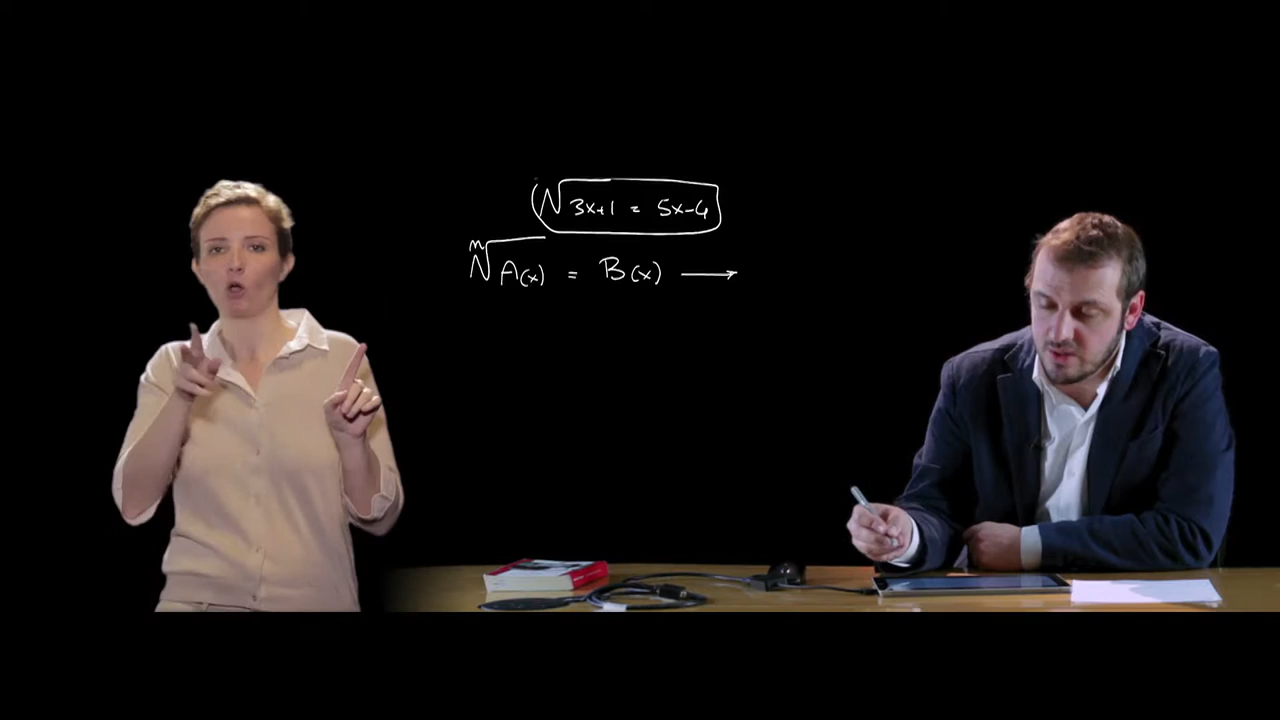 √3x+1 = 5x-4
ⁿ√A(x) = B(x) →